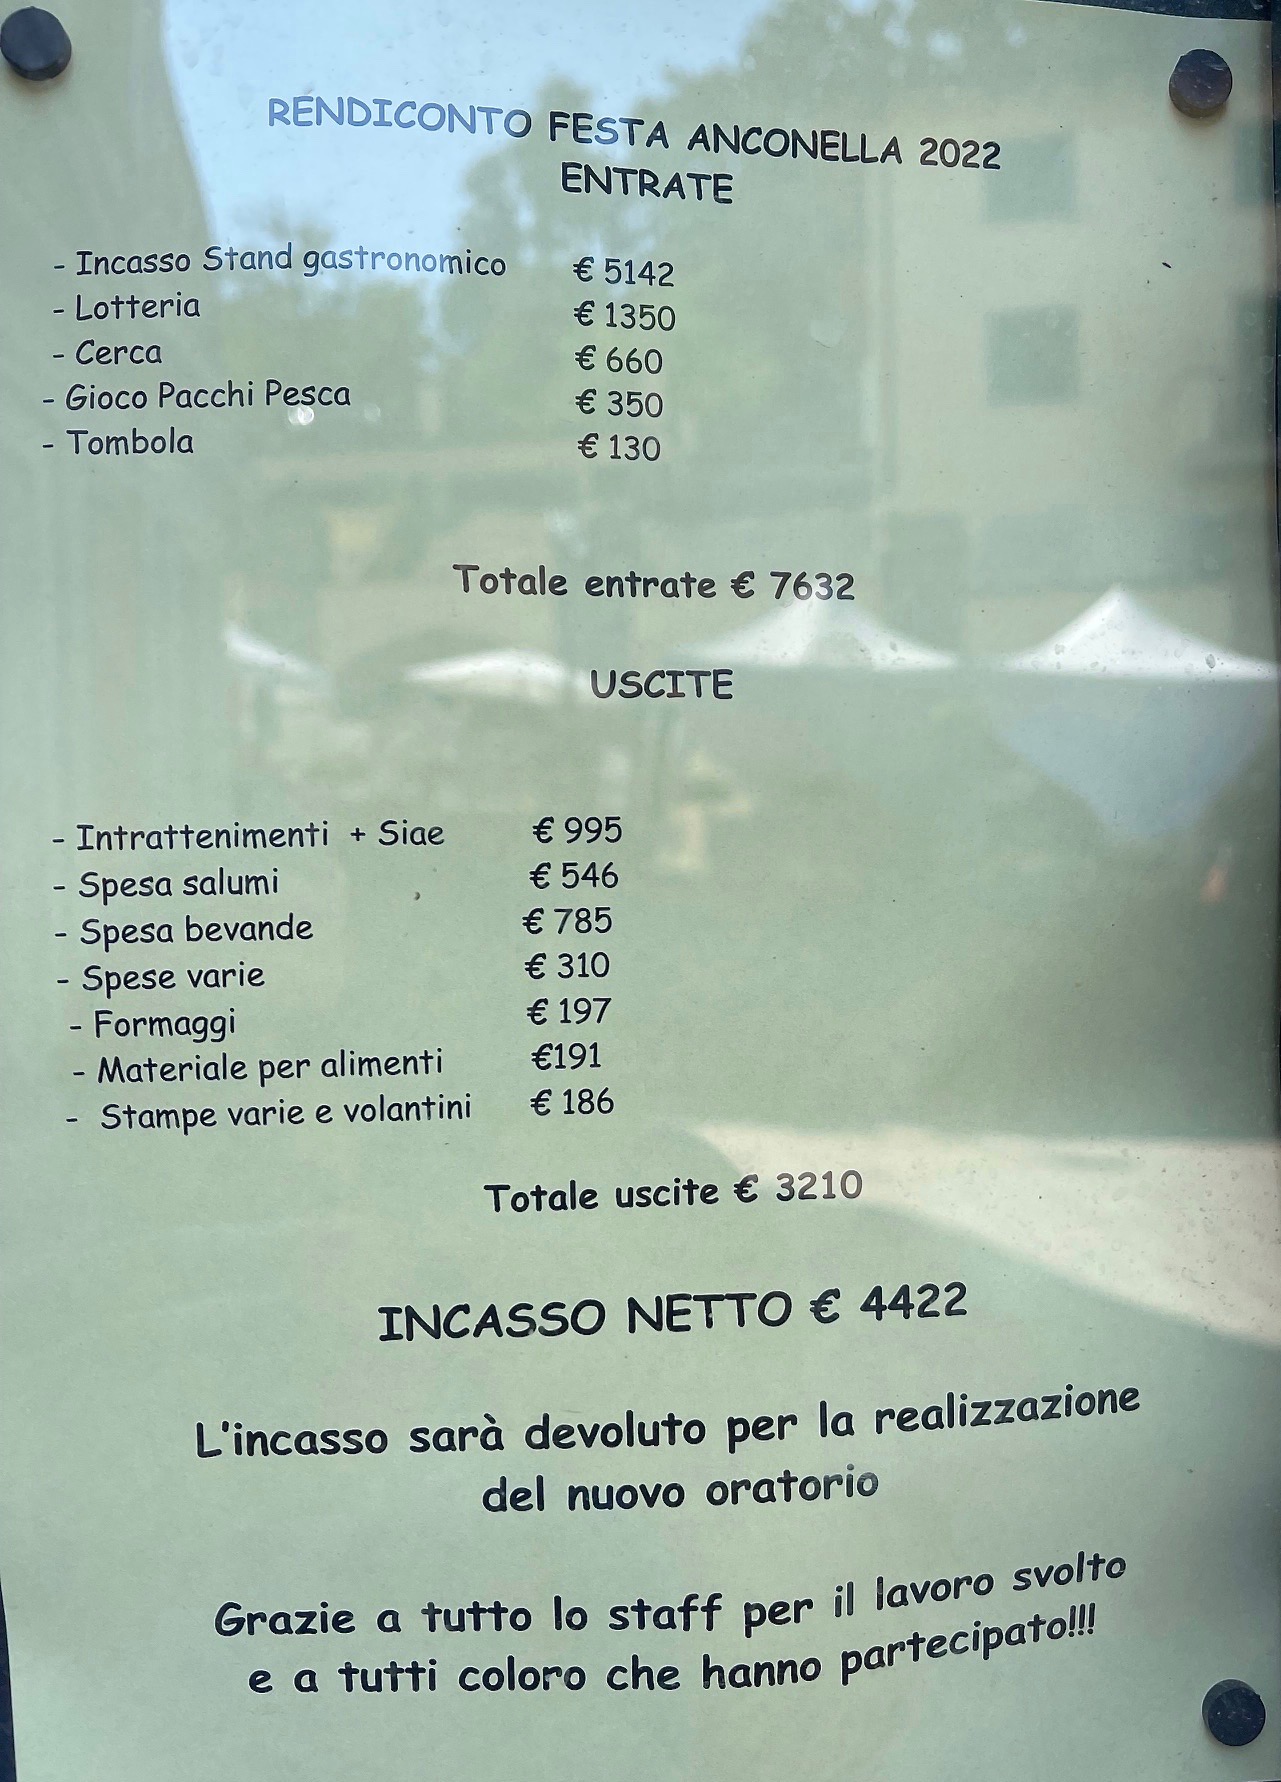 RENDICONTO FESTA ANCONELLA 2022
ENTRATE
- Incasso Stand gastronomico € 5142
- Lotteria € 1350
- Cerca € 660
- Gioco Pacchi Pesca € 350
- Tombola € 130
Totale entrate € 7632
USCITE
- Intrattenimenti + Siae € 995
- Spesa salumi € 546
- Spesa bevande € 785
- Spese varie € 310
- Formaggi € 197
- Materiale per alimenti €191
- Stampe varie e volantini € 186
Totale uscite € 3210
INCASSO NETTO € 4422
L'incasso sarà devoluto per la realizzazione
del nuovo oratorio
Grazie a tutto lo staff per il lavoro svolto
e a tutti coloro che hanno partecipato!!!